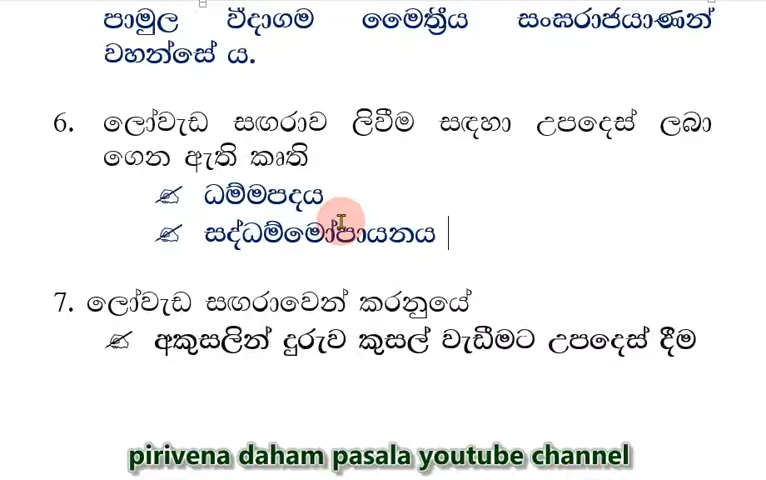 පාමුල වීදාගම මෛත්‍රීය සංඝරාජයාණන්
වහන්සේ ය.
6. ලෝවැඩ සඟරාව ලිවීම සඳහා උපදෙස් ලබා
ගෙන ඇති කෘති
✍ ධම්මපදය
✍ සද්ධම්මෝපායනය
7. ලෝවැඩ සඟරාවෙන් කරනුයේ
✍ අකුසලින් දුරුව කුසල් වැඩීමට උපදෙස් දීම
pirivena daham pasala youtube channel